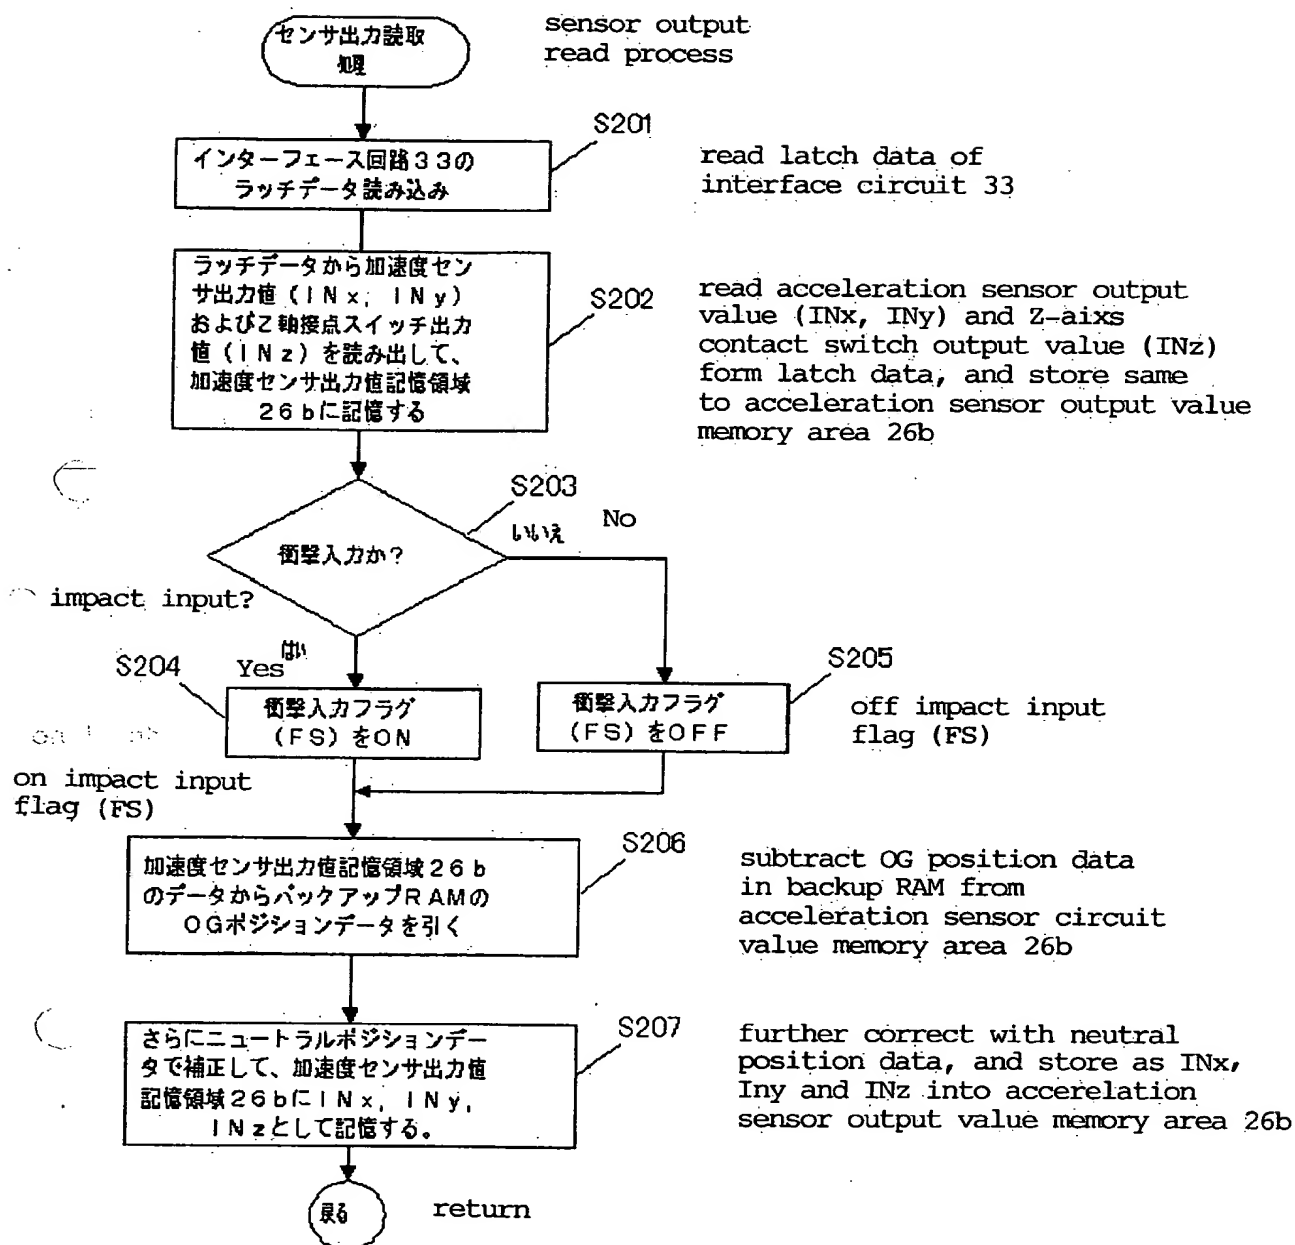 センサ出力読取
処理
sensor output
read process
S201
インターフェース回路33の
ラッチデータ読み込み
read latch data of
interface circuit 33
S202
ラッチデータから加速度セン
サ出力値(INx, INy)
およびZ軸接点スイッチ出力
値(INz)を読み出して、
加速度センサ出力値記憶領域
26bに記憶する
read acceleration sensor output
value (INx, INy) and Z-aixs
contact switch output value (INz)
form latch data, and store same
to acceleration sensor output value
memory area 26b
S203
いいえ No
衝撃入力か?
impact input?
Yes はい
S204
衝撃入力フラグ
(FS)をON
on impact input
flag (FS)
S205
衝撃入力フラグ
(FS)をOFF
off impact input
flag (FS)
S206
加速度センサ出力値記憶領域26b
のデータからバックアップRAMの
OGポジションデータを引く
subtract OG position data
in backup RAM from
acceleration sensor circuit
value memory area 26b
S207
さらにニュートラルポジションデー
タで補正して、加速度センサ出力値
記憶領域26bにINx, INy,
INzとして記憶する。
further correct with neutral
position data, and store as INx,
Iny and INz into accerelation
sensor output value memory area 26b
戻る
return